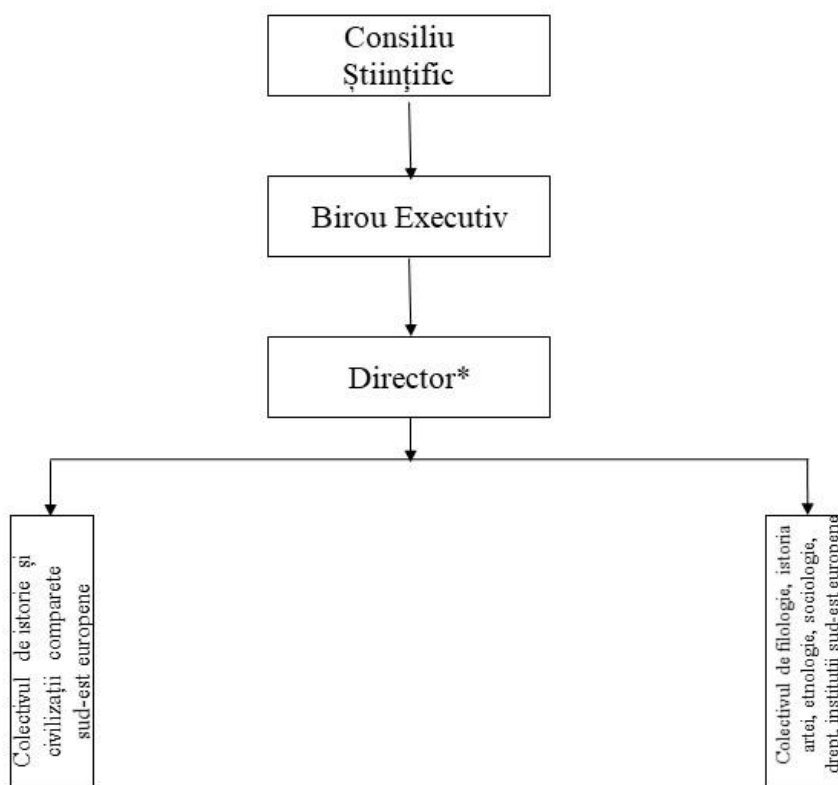 Consiliu
Științific
Birou Executiv
Director*
Colectivul de istorie și
civilizații comparete
sud-est europene
Colectivul de filologie, istoria
artei, etnologie, sociologie,
drept, instituții sud-est europene